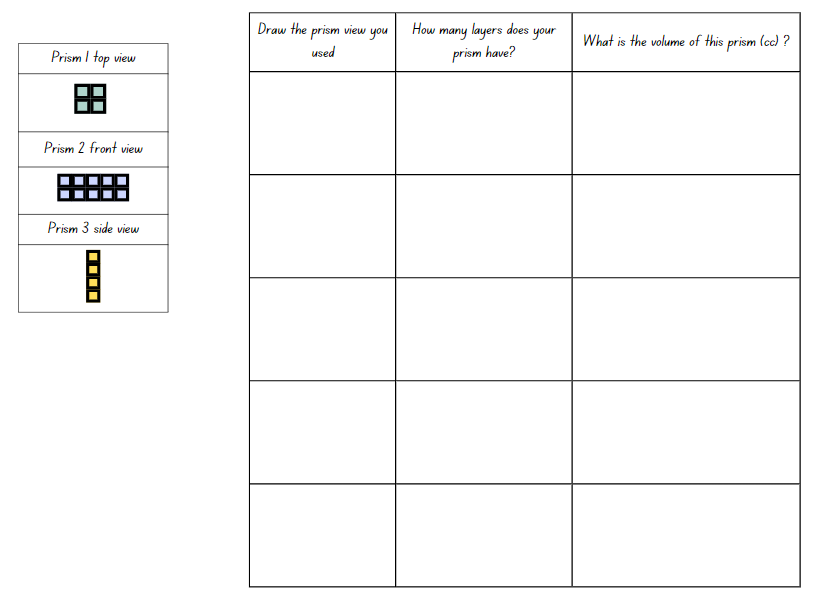 Prism 1 top view
Prism 2 front view
Prism 3 side view
Draw the prism view you
used
How many layers does your
prism have?
What is the volume of this prism (cc) ?